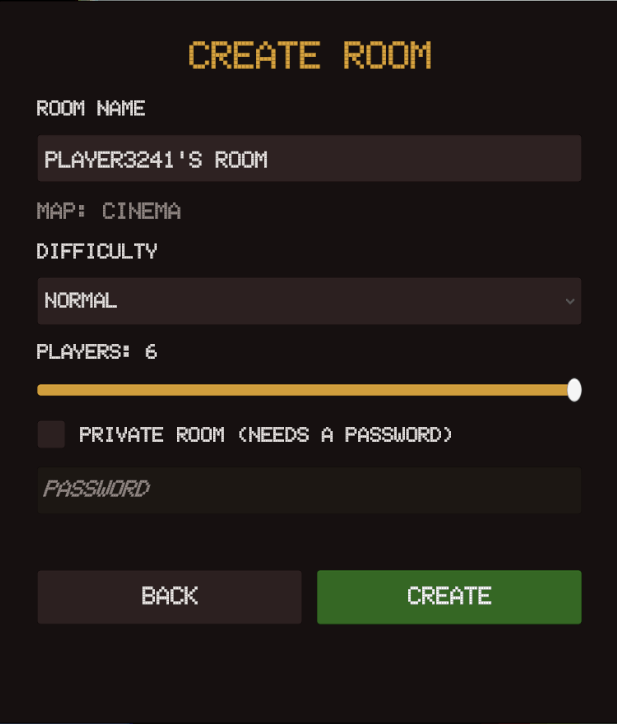 CREATE ROOM
ROOM NAME
PLAYER3241'S ROOM
MAP: CINEMA
DIFFICULTY
NORMAL
PLAYERS: 6
PRIVATE ROOM (NEEDS A PASSWORD)
PASSWORD
BACK
CREATE